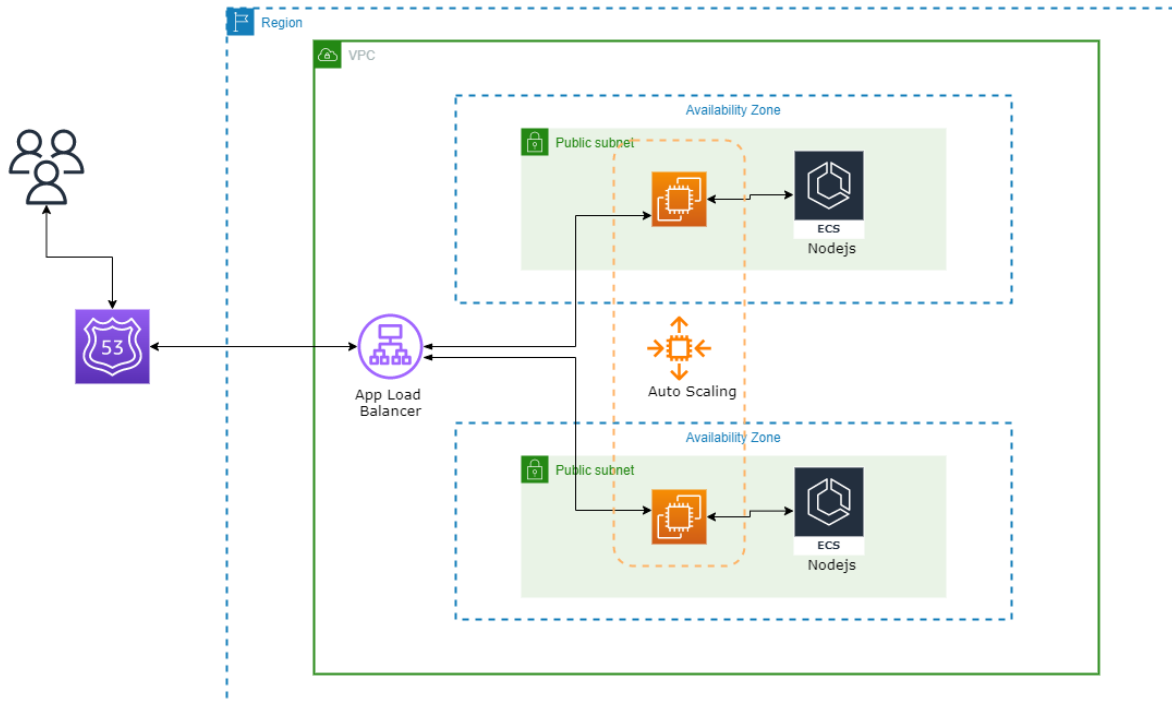 Region
VPC
Availability Zone
Public subnet
ECS
Nodejs
53
App Load
Balancer
Auto Scaling
Availability Zone
Public subnet
ECS
Nodejs